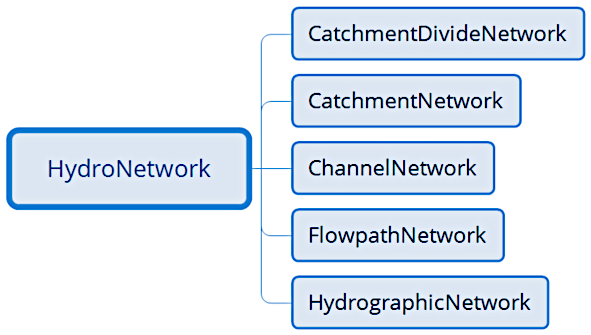 CatchmentDivideNetwork
CatchmentNetwork
HydroNetwork
ChannelNetwork
FlowpathNetwork
HydrographicNetwork